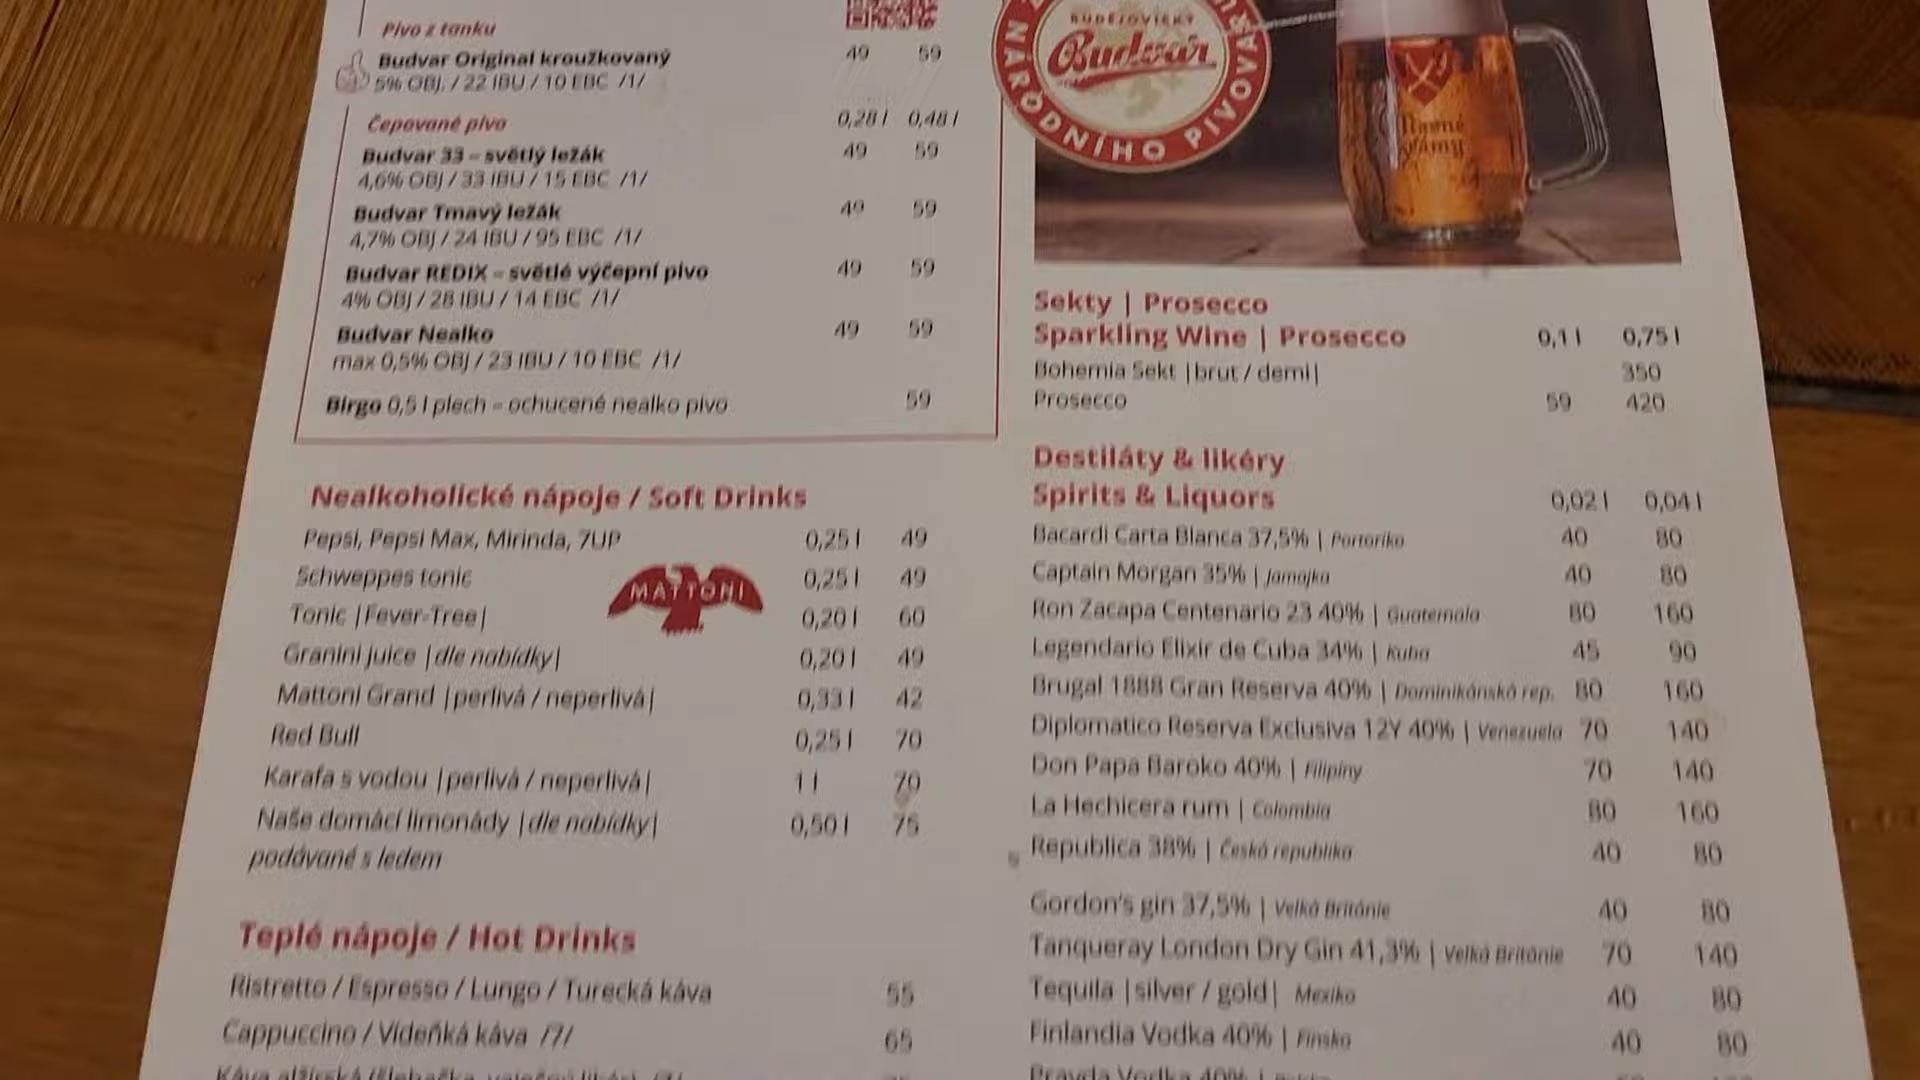 Pivo z tanku
Budvar Original kroužkovaný 49 59
5% OBJ. / 22 IBU / 10 EBC /1/
Čepované pivo 0,28 l 0,48 l
Budvar 33 – světlý ležák 49 59
4,6% OBJ / 33 IBU / 15 EBC /1/
Budvar Tmavý ležák 49 59
4,7% OBJ / 24 IBU / 95 EBC /1/
Budvar REDIX – světlé výčepní pivo 49 59
4% OBJ / 28 IBU / 14 EBC /1/
Budvar Nealko 49 59
max 0,5% OBJ / 23 IBU / 10 EBC /1/
Birgo 0,5 l plech – ochucené nealko pivo 59
Nealkoholické nápoje / Soft Drinks
Pepsi, Pepsi Max, Mirinda, 7UP 0,25 l 49
Schweppes tonic 0,25 l 49
MATTONI
Tonic |Fever-Tree| 0,20 l 60
Granini juice |dle nabídky| 0,20 l 49
Mattoni Grand |perlivá / neperlivá| 0,33 l 42
Red Bull 0,25 l 70
Karafa s vodou |perlivá / neperlivá| 1 l 70
Naše domácí limonády |dle nabídky| 0,50 l 75
podávané s ledem
Teplé nápoje / Hot Drinks
Ristretto / Espresso / Lungo / Turecká káva 55
Cappuccino / Vídeňká káva /7/ 65
BUDĚJOVICKÝ
Budvar
NÁRODNÍHO PIVOVARU
Sekty | Prosecco
Sparkling Wine | Prosecco 0,1 l 0,75 l
Bohemia Sekt |brut / demi| 350
Prosecco 59 420
Destiláty & likéry
Spirits & Liquors 0,02 l 0,04 l
Bacardi Carta Blanca 37,5% | Portoriko 40 80
Captain Morgan 35% | Jamajka 40 80
Ron Zacapa Centenario 23 40% | Guatemala 80 160
Legendario Elixir de Cuba 34% | Kuba 45 90
Brugal 1888 Gran Reserva 40% | Dominikánská rep. 80 160
Diplomatico Reserva Exclusiva 12Y 40% | Venezuela 70 140
Don Papa Baroko 40% | Filipíny 70 140
La Hechicera rum | Colombia 80 160
Republica 38% | Česká republika 40 80
Gordon's gin 37,5% | Velká Británie 40 80
Tanqueray London Dry Gin 41,3% | Velká Británie 70 140
Tequila |silver / gold| Mexiko 40 80
Finlandia Vodka 40% | Finsko 40 80
Pravda Vodka 40%